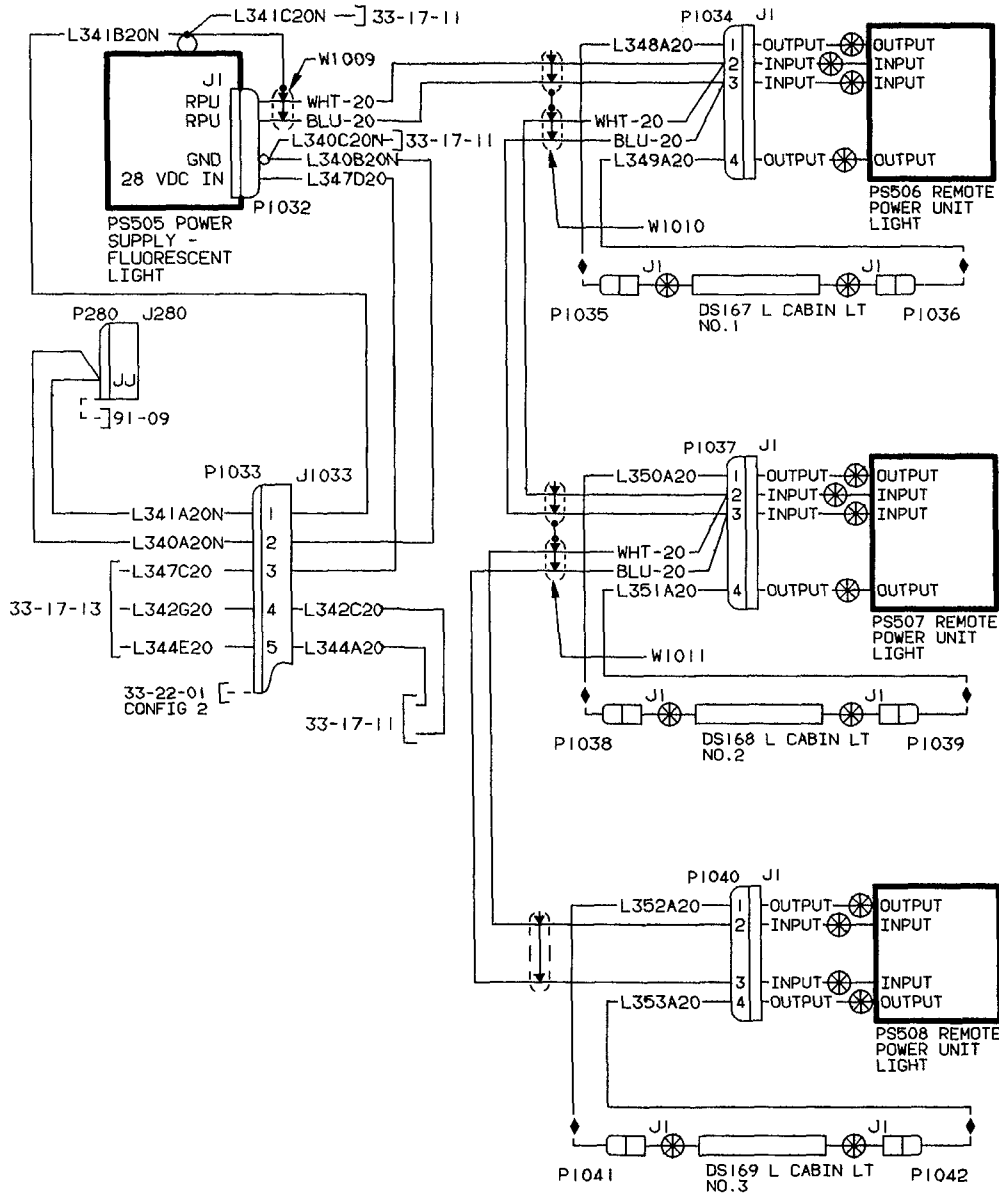 L341C20N
33-17-11
L341B20N
W1009
J1
RPU
WHT-20
RPU
BLU-20
L340C20N
33-17-11
GND
L340B20N
28 VDC IN
L347D20
P1032
PS505 POWER
SUPPLY -
FLUORESCENT
LIGHT
P1034
J1
L348A20
1
OUTPUT
OUTPUT
2
INPUT
INPUT
3
INPUT
INPUT
WHT-20
BLU-20
L349A20
4
OUTPUT
OUTPUT
PS506 REMOTE
POWER UNIT
LIGHT
W1010
J1
J1
P1035
DS167 L CABIN LT
NO.1
P1036
P280
J280
JJ
91-09
P1033
J1033
L341A20N
1
L340A20N
2
L347C20
3
33-17-13
L342G20
4
L342C20
L344E20
5
L344A20
33-22-01
CONFIG 2
33-17-11
P1037
J1
L350A20
1
OUTPUT
OUTPUT
2
INPUT
INPUT
3
INPUT
INPUT
WHT-20
BLU-20
L351A20
4
OUTPUT
OUTPUT
PS507 REMOTE
POWER UNIT
LIGHT
W1011
J1
J1
P1038
DS168 L CABIN LT
NO.2
P1039
P1040
J1
L352A20
1
OUTPUT
OUTPUT
2
INPUT
INPUT
3
INPUT
INPUT
L353A20
4
OUTPUT
OUTPUT
PS508 REMOTE
POWER UNIT
LIGHT
J1
J1
P1041
DS169 L CABIN LT
NO.3
P1042